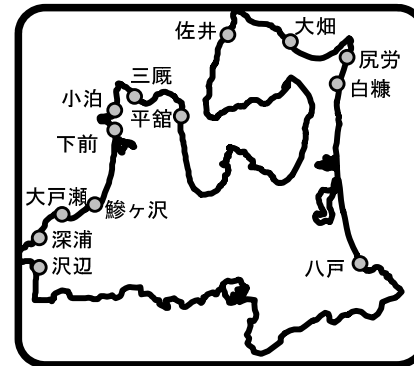 佐井
大畑
尻労
三厩
白糠
小泊
平舘
下前
大戸瀬
鰺ヶ沢
深浦
沢辺
八戸